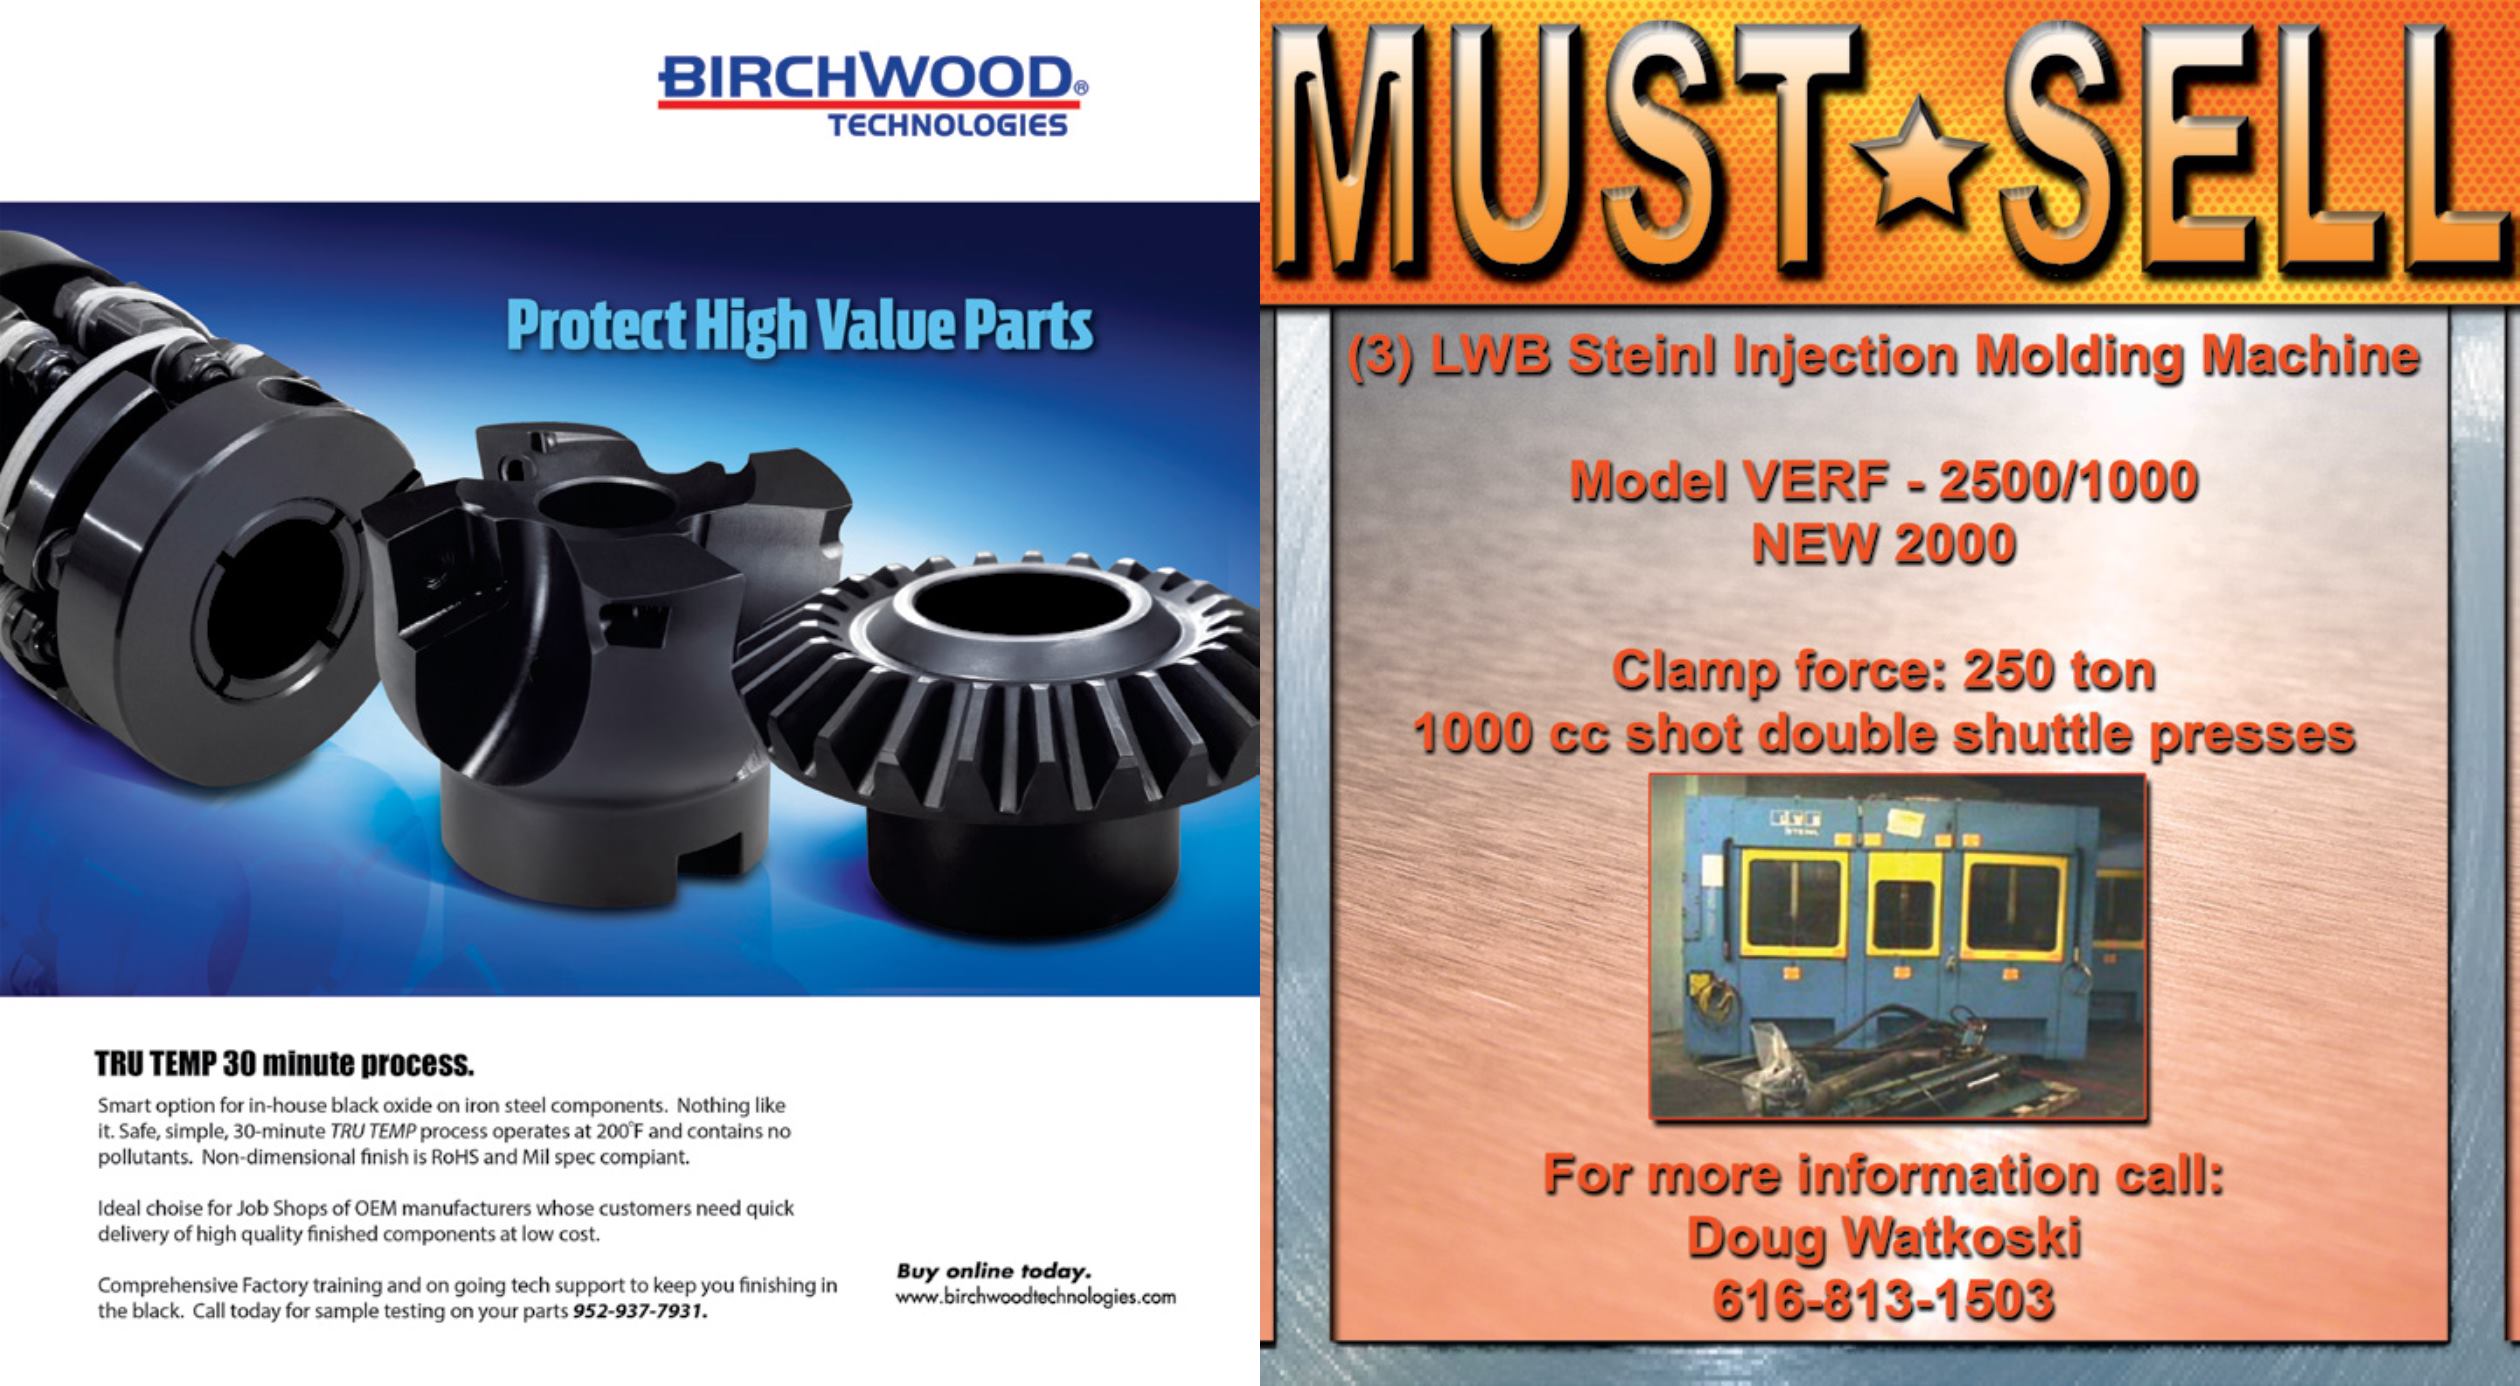 BIRCHWOOD®
TECHNOLOGIES
Protect High Value Parts
TRU TEMP 30 minute process.
Smart option for in-house black oxide on iron steel components. Nothing like
it. Safe, simple, 30-minute TRU TEMP process operates at 200°F and contains no
pollutants. Non-dimensional finish is RoHS and Mil spec compiant.
Ideal choise for Job Shops of OEM manufacturers whose customers need quick
delivery of high quality finished components at low cost.
Comprehensive Factory training and on going tech support to keep you finishing in
the black. Call today for sample testing on your parts 952-937-7931.
Buy online today.
www.birchwoodtechnologies.com
MUST SELL
(3) LWB Steinl Injection Molding Machine
Model VERF - 2500/1000
NEW 2000
Clamp force: 250 ton
1000 cc shot double shuttle presses
LWB
STEINL
For more information call:
Doug Watkoski
616-813-1503